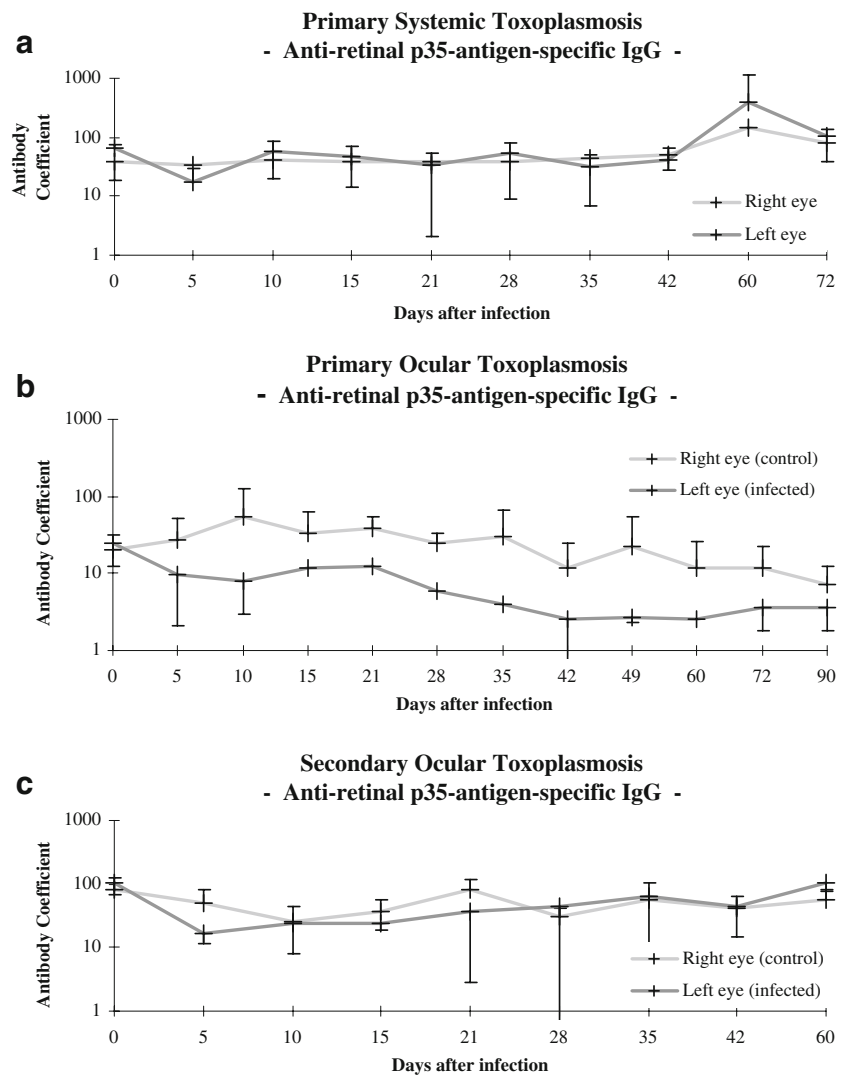 a
Primary Systemic Toxoplasmosis
- Anti-retinal p35-antigen-specific IgG -
Antibody
Coefficient
1000
100
10
1
Right eye
Left eye
0 5 10 15 21 28 35 42 60 72
Days after infection
b
Primary Ocular Toxoplasmosis
- Anti-retinal p35-antigen-specific IgG -
Antibody Coefficient
1000
100
10
1
Right eye (control)
Left eye (infected)
0 5 10 15 21 28 35 42 49 60 72 90
Days after infection
c
Secondary Ocular Toxoplasmosis
- Anti-retinal p35-antigen-specific IgG -
Antibody Coefficient
1000
100
10
1
Right eye (control)
Left eye (infected)
0 5 10 15 21 28 35 42 60
Days after infection